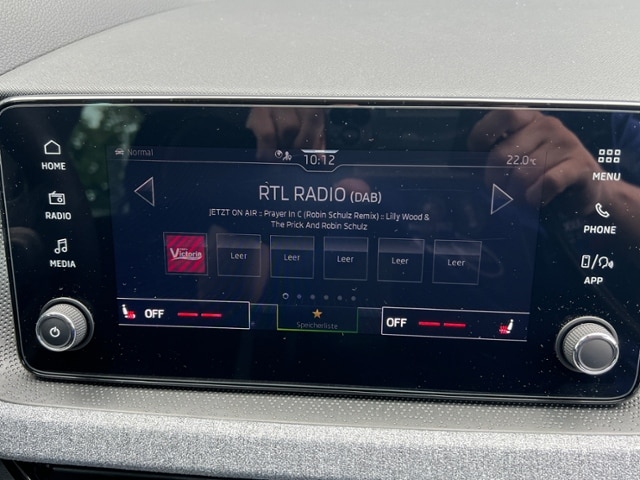 Normal
10:12
22.0°C
HOME
RADIO
MEDIA
MENU
PHONE
APP
RTL RADIO (DAB)
JETZT ON AIR :: Prayer In C (Robin Schulz Remix) :: Lilly Wood &
The Prick And Robin Schulz
Victoria
Leer
Leer
Leer
Leer
Leer
OFF
Speicherliste
OFF